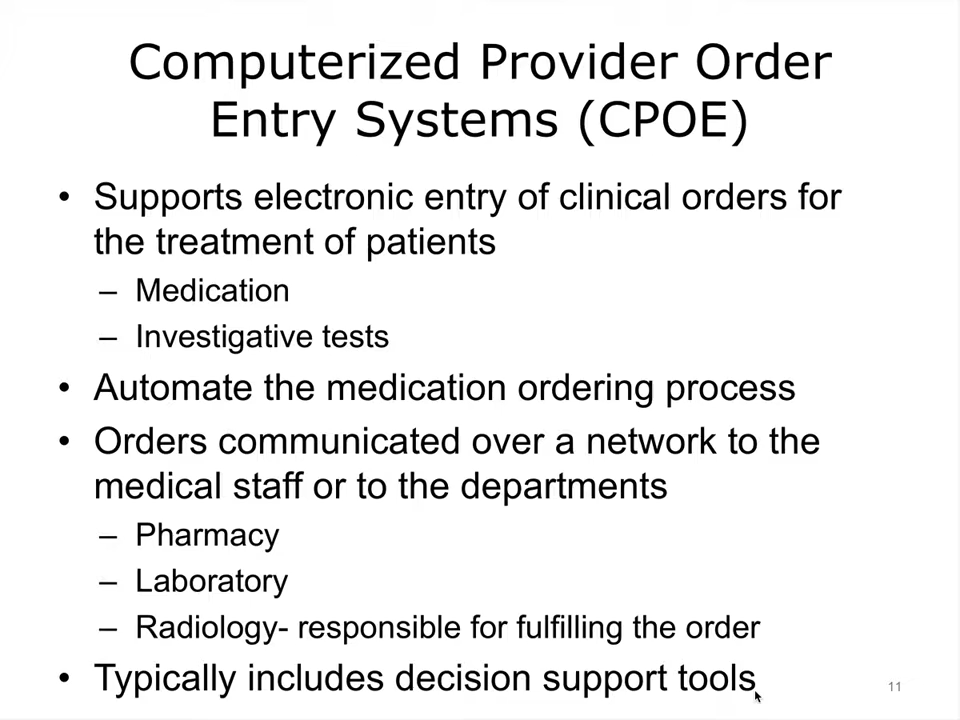 Computerized Provider Order
Entry Systems (CPOE)
• Supports electronic entry of clinical orders for
the treatment of patients
– Medication
– Investigative tests
• Automate the medication ordering process
• Orders communicated over a network to the
medical staff or to the departments
– Pharmacy
– Laboratory
– Radiology- responsible for fulfilling the order
• Typically includes decision support tools
11